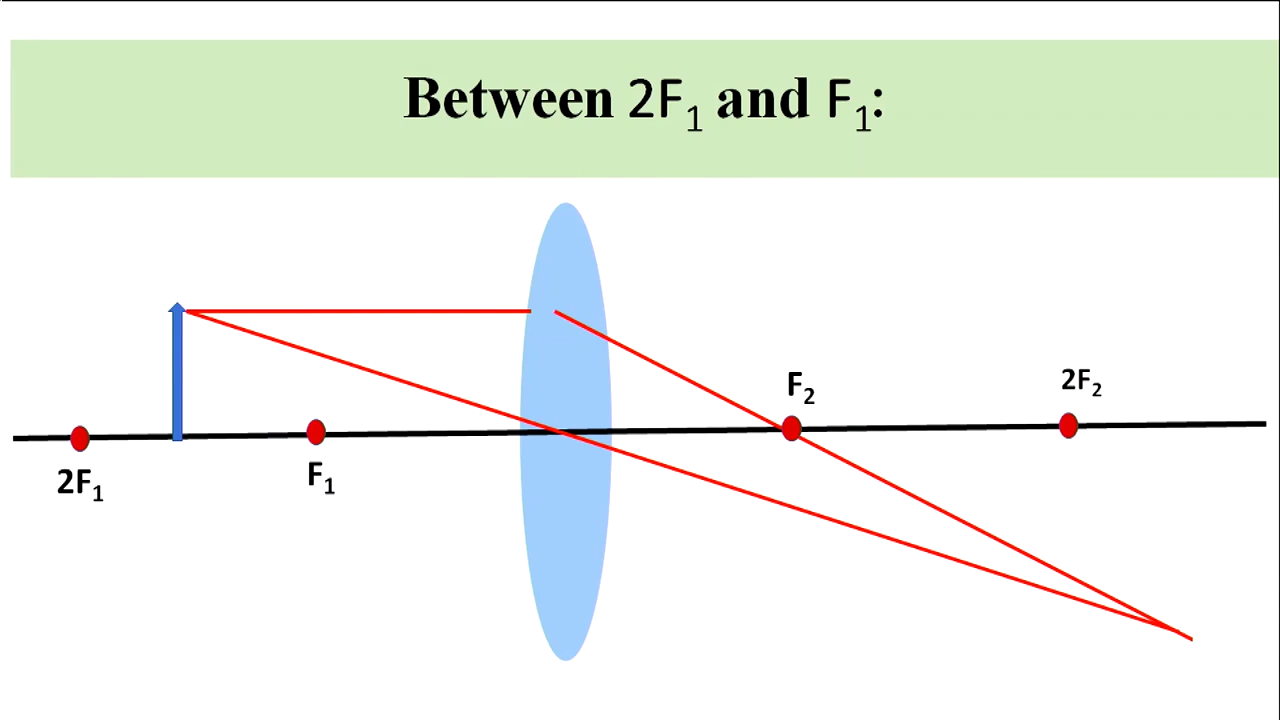 Between 2F₁ and F₁:
F₂
2F₂
2F₁
F₁